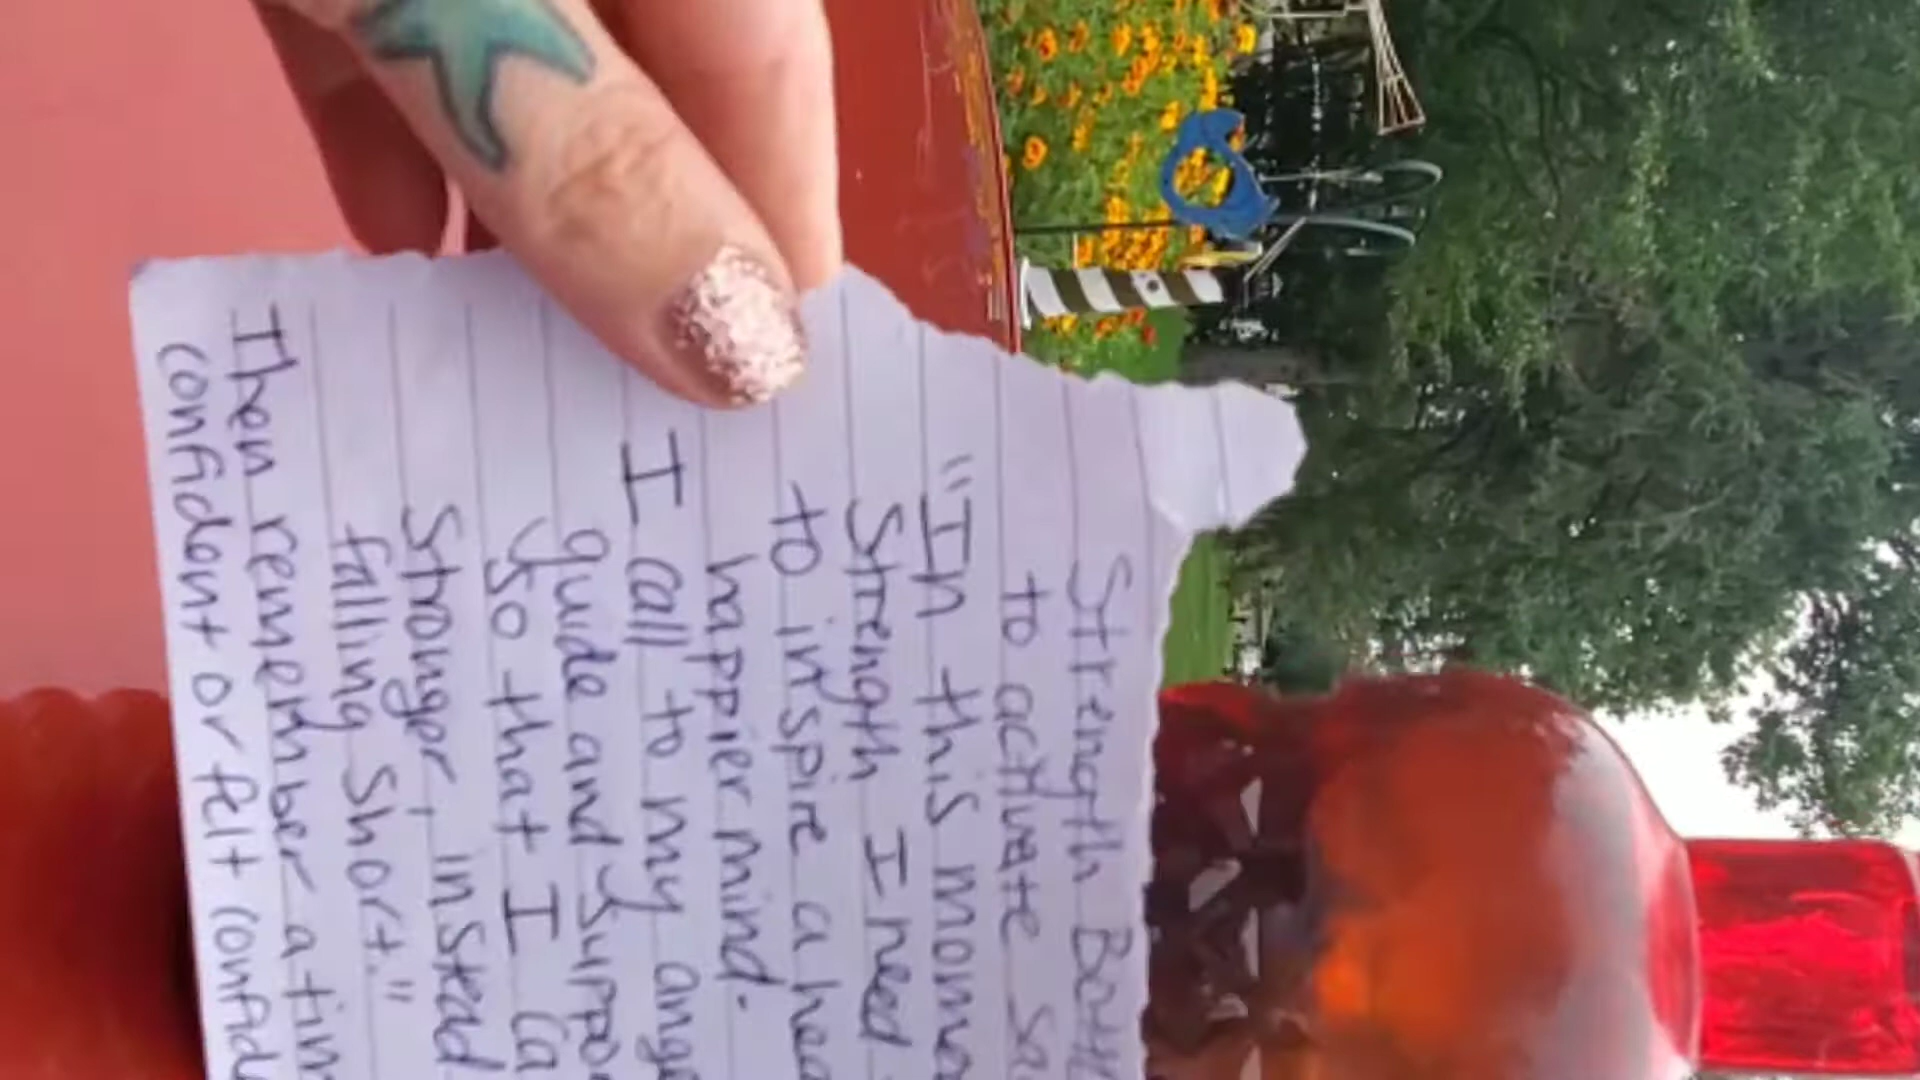 Strength
to activate
"In this
Strength I need
to inspire a
happier mind.
I call to my
guide and
so that I
Stronger, instead
falling Short."
Then remember a
confident or felt